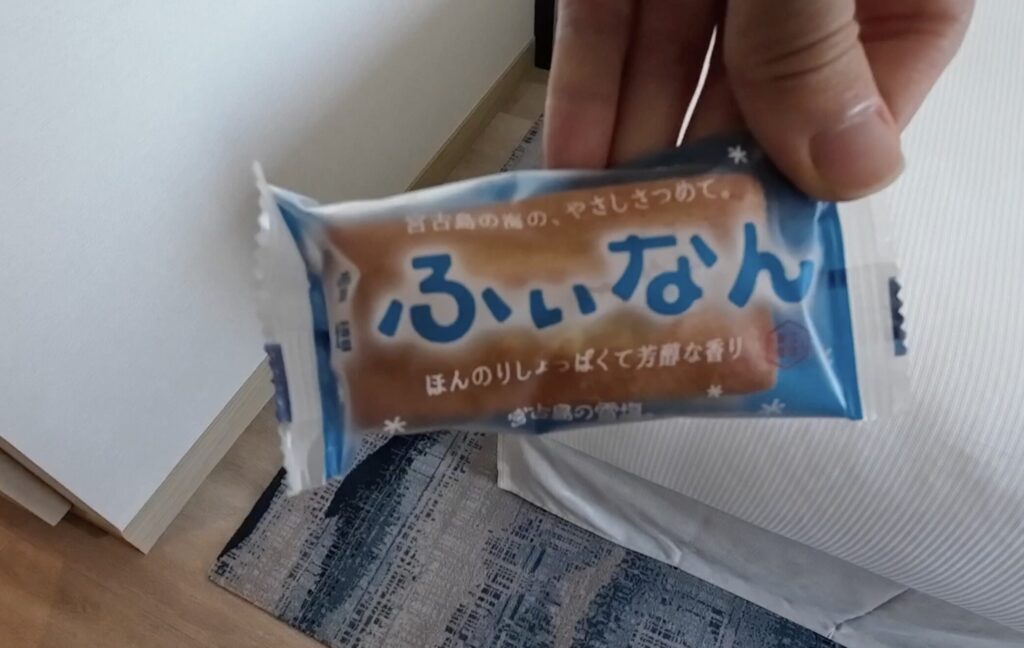 宮古島の海の、やさしさつめて。
ふぃなん
ほんのりしょっぱくて芳醇な香り
宮古島の雪塩。